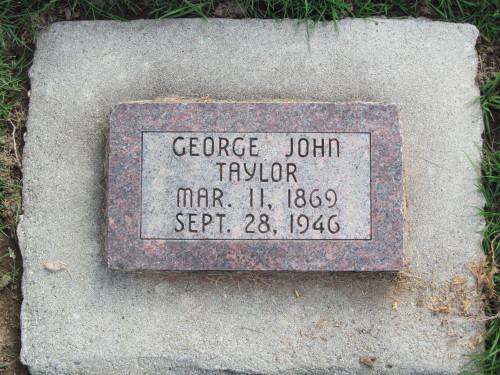 GEORGE JOHN
TAYLOR
MAR. 11, 1869
SEPT. 28, 1946